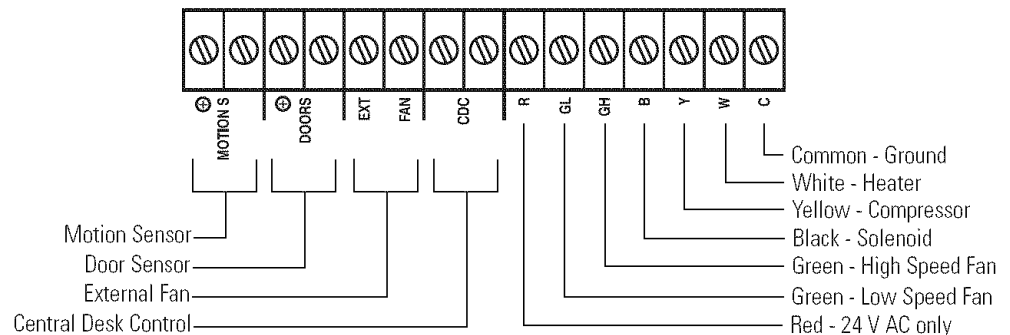 MOTION S
DOORS
EXT
FAN
CDC
R
GL
GH
B
Y
W
C
Common - Ground
White - Heater
Yellow - Compressor
Black - Solenoid
Green - High Speed Fan
Green - Low Speed Fan
Red - 24 V AC only
Motion Sensor
Door Sensor
External Fan
Central Desk Control